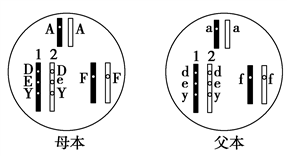 A A
1 2
D D
E e
Y Y
F F
母本
a a
1 2
d d
e e
y y
f f
父本